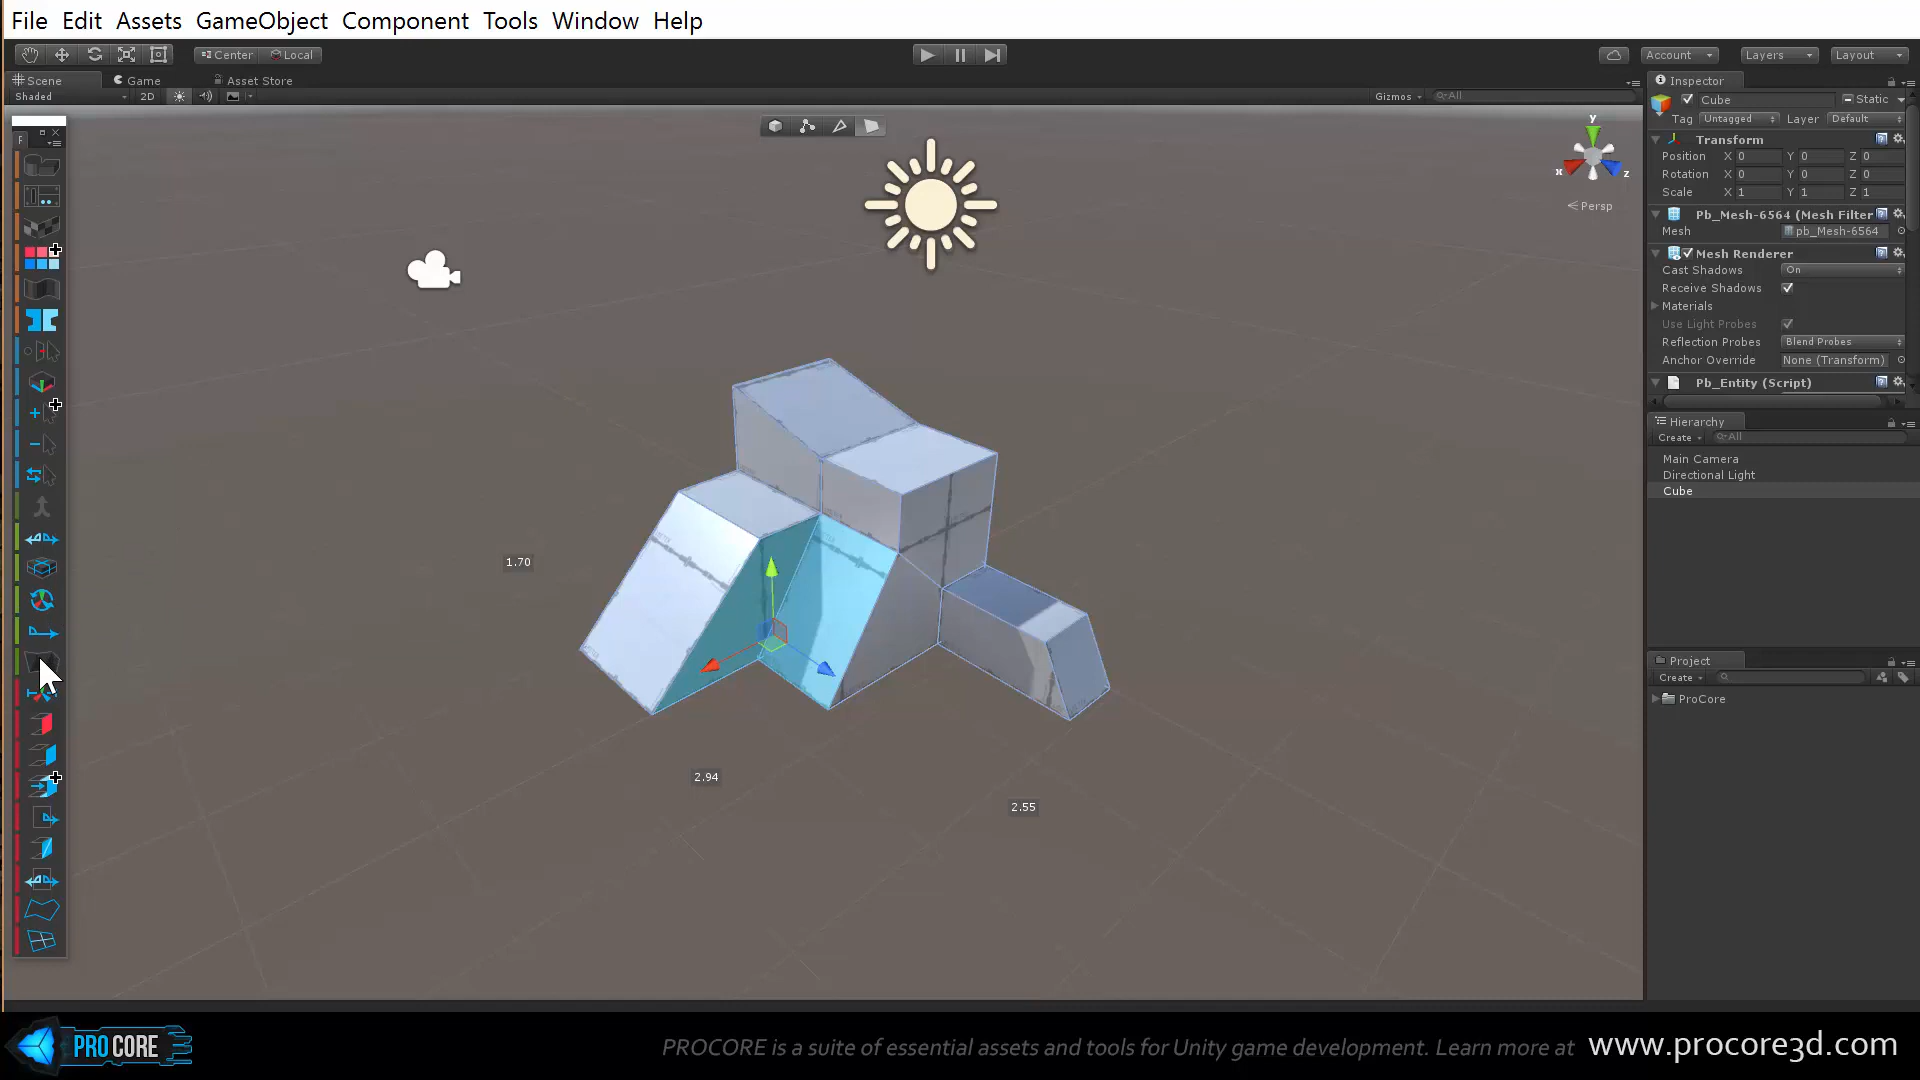 File Edit Assets GameObject Component Tools Window Help
Center Local
Account Layers Layout
Scene Game Asset Store
Shaded 2D Gizmos All
F
y
x z
Persp
1.70
2.94
2.55
Inspector
Cube Static
Tag Untagged Layer Default
Transform
Position X 0 Y 0 Z 0
Rotation X 0 Y 0 Z 0
Scale X 1 Y 1 Z 1
Pb_Mesh-6564 (Mesh Filter
Mesh pb_Mesh-6564
Mesh Renderer
Cast Shadows On
Receive Shadows
Materials
Use Light Probes
Reflection Probes Blend Probes
Anchor Override None (Transform)
Pb_Entity (Script)
Hierarchy
Create All
Main Camera
Directional Light
Cube
Project
Create
ProCore
PROCORE
PROCORE is a suite of essential assets and tools for Unity game development. Learn more at www.procore3d.com